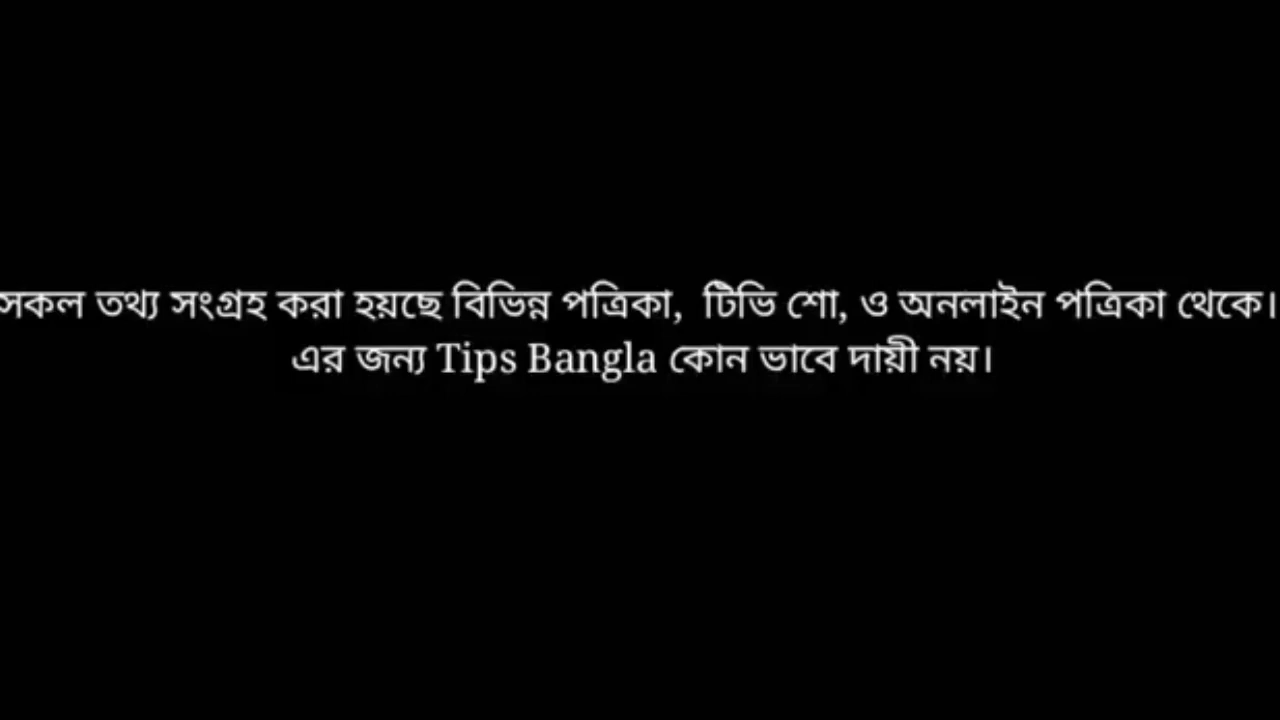 সকল তথ্য সংগ্রহ করা হয়ছে বিভিন্ন পত্রিকা, টিভি শো, ও অনলাইন পত্রিকা থেকে।
এর জন্য Tips Bangla কোন ভাবে দায়ী নয়।